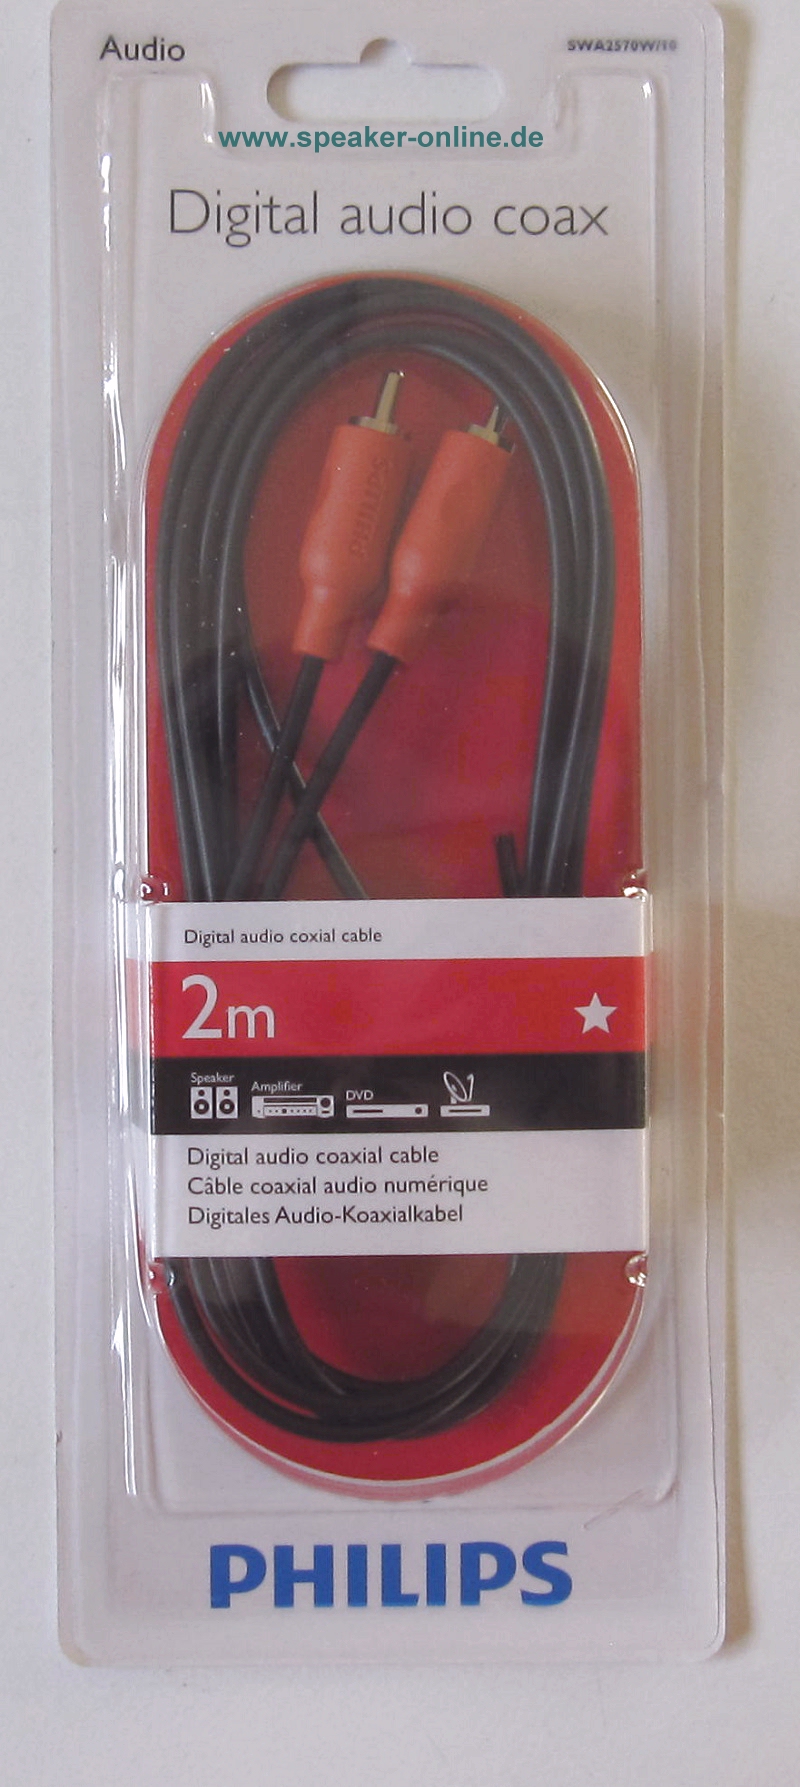 Audio
SWA2570W/10
www.speaker-online.de
Digital audio coax
PHILIPS
Digital audio coxial cable
2m
Speaker
Amplifier
DVD
Digital audio coaxial cable
Câble coaxial audio numérique
Digitales Audio-Koaxialkabel
PHILIPS